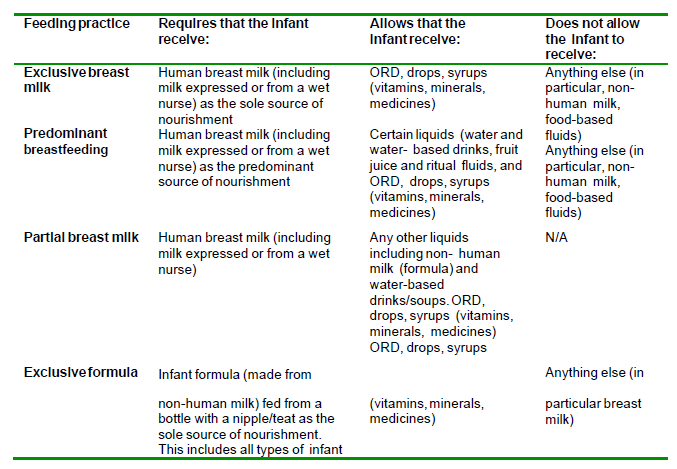 Feeding practice
Requires that the infant
receive:
Allows that the
infant receive:
Does not allow
the infant to
receive:
Exclusive breast
milk
Human breast milk (including
milk expressed or from a wet
nurse) as the sole source of
nourishment
ORD, drops, syrups
(vitamins, minerals,
medicines)
Anything else (in
particular, non-
human milk,
food-based
fluids)
Predominant
breastfeeding
Human breast milk (including
milk expressed or from a wet
nurse) as the predominant
source of nourishment
Certain liquids (water and
water- based drinks, fruit
juice and ritual fluids, and
ORD, drops, syrups
(vitamins, minerals,
medicines)
Anything else (in
particular, non-
human milk,
food-based
fluids)
Partial breast milk
Human breast milk (including
milk expressed or from a wet
nurse)
Any other liquids
including non- human
milk (formula) and
water-based
drinks/soups. ORD,
drops, syrups (vitamins,
minerals, medicines)
ORD, drops, syrups
N/A
Exclusive formula
Infant formula (made from
non-human milk) fed from a
bottle with a nipple/teat as the
sole source of nourishment.
This includes all types of infant
(vitamins, minerals,
medicines)
Anything else (in
particular breast
milk)